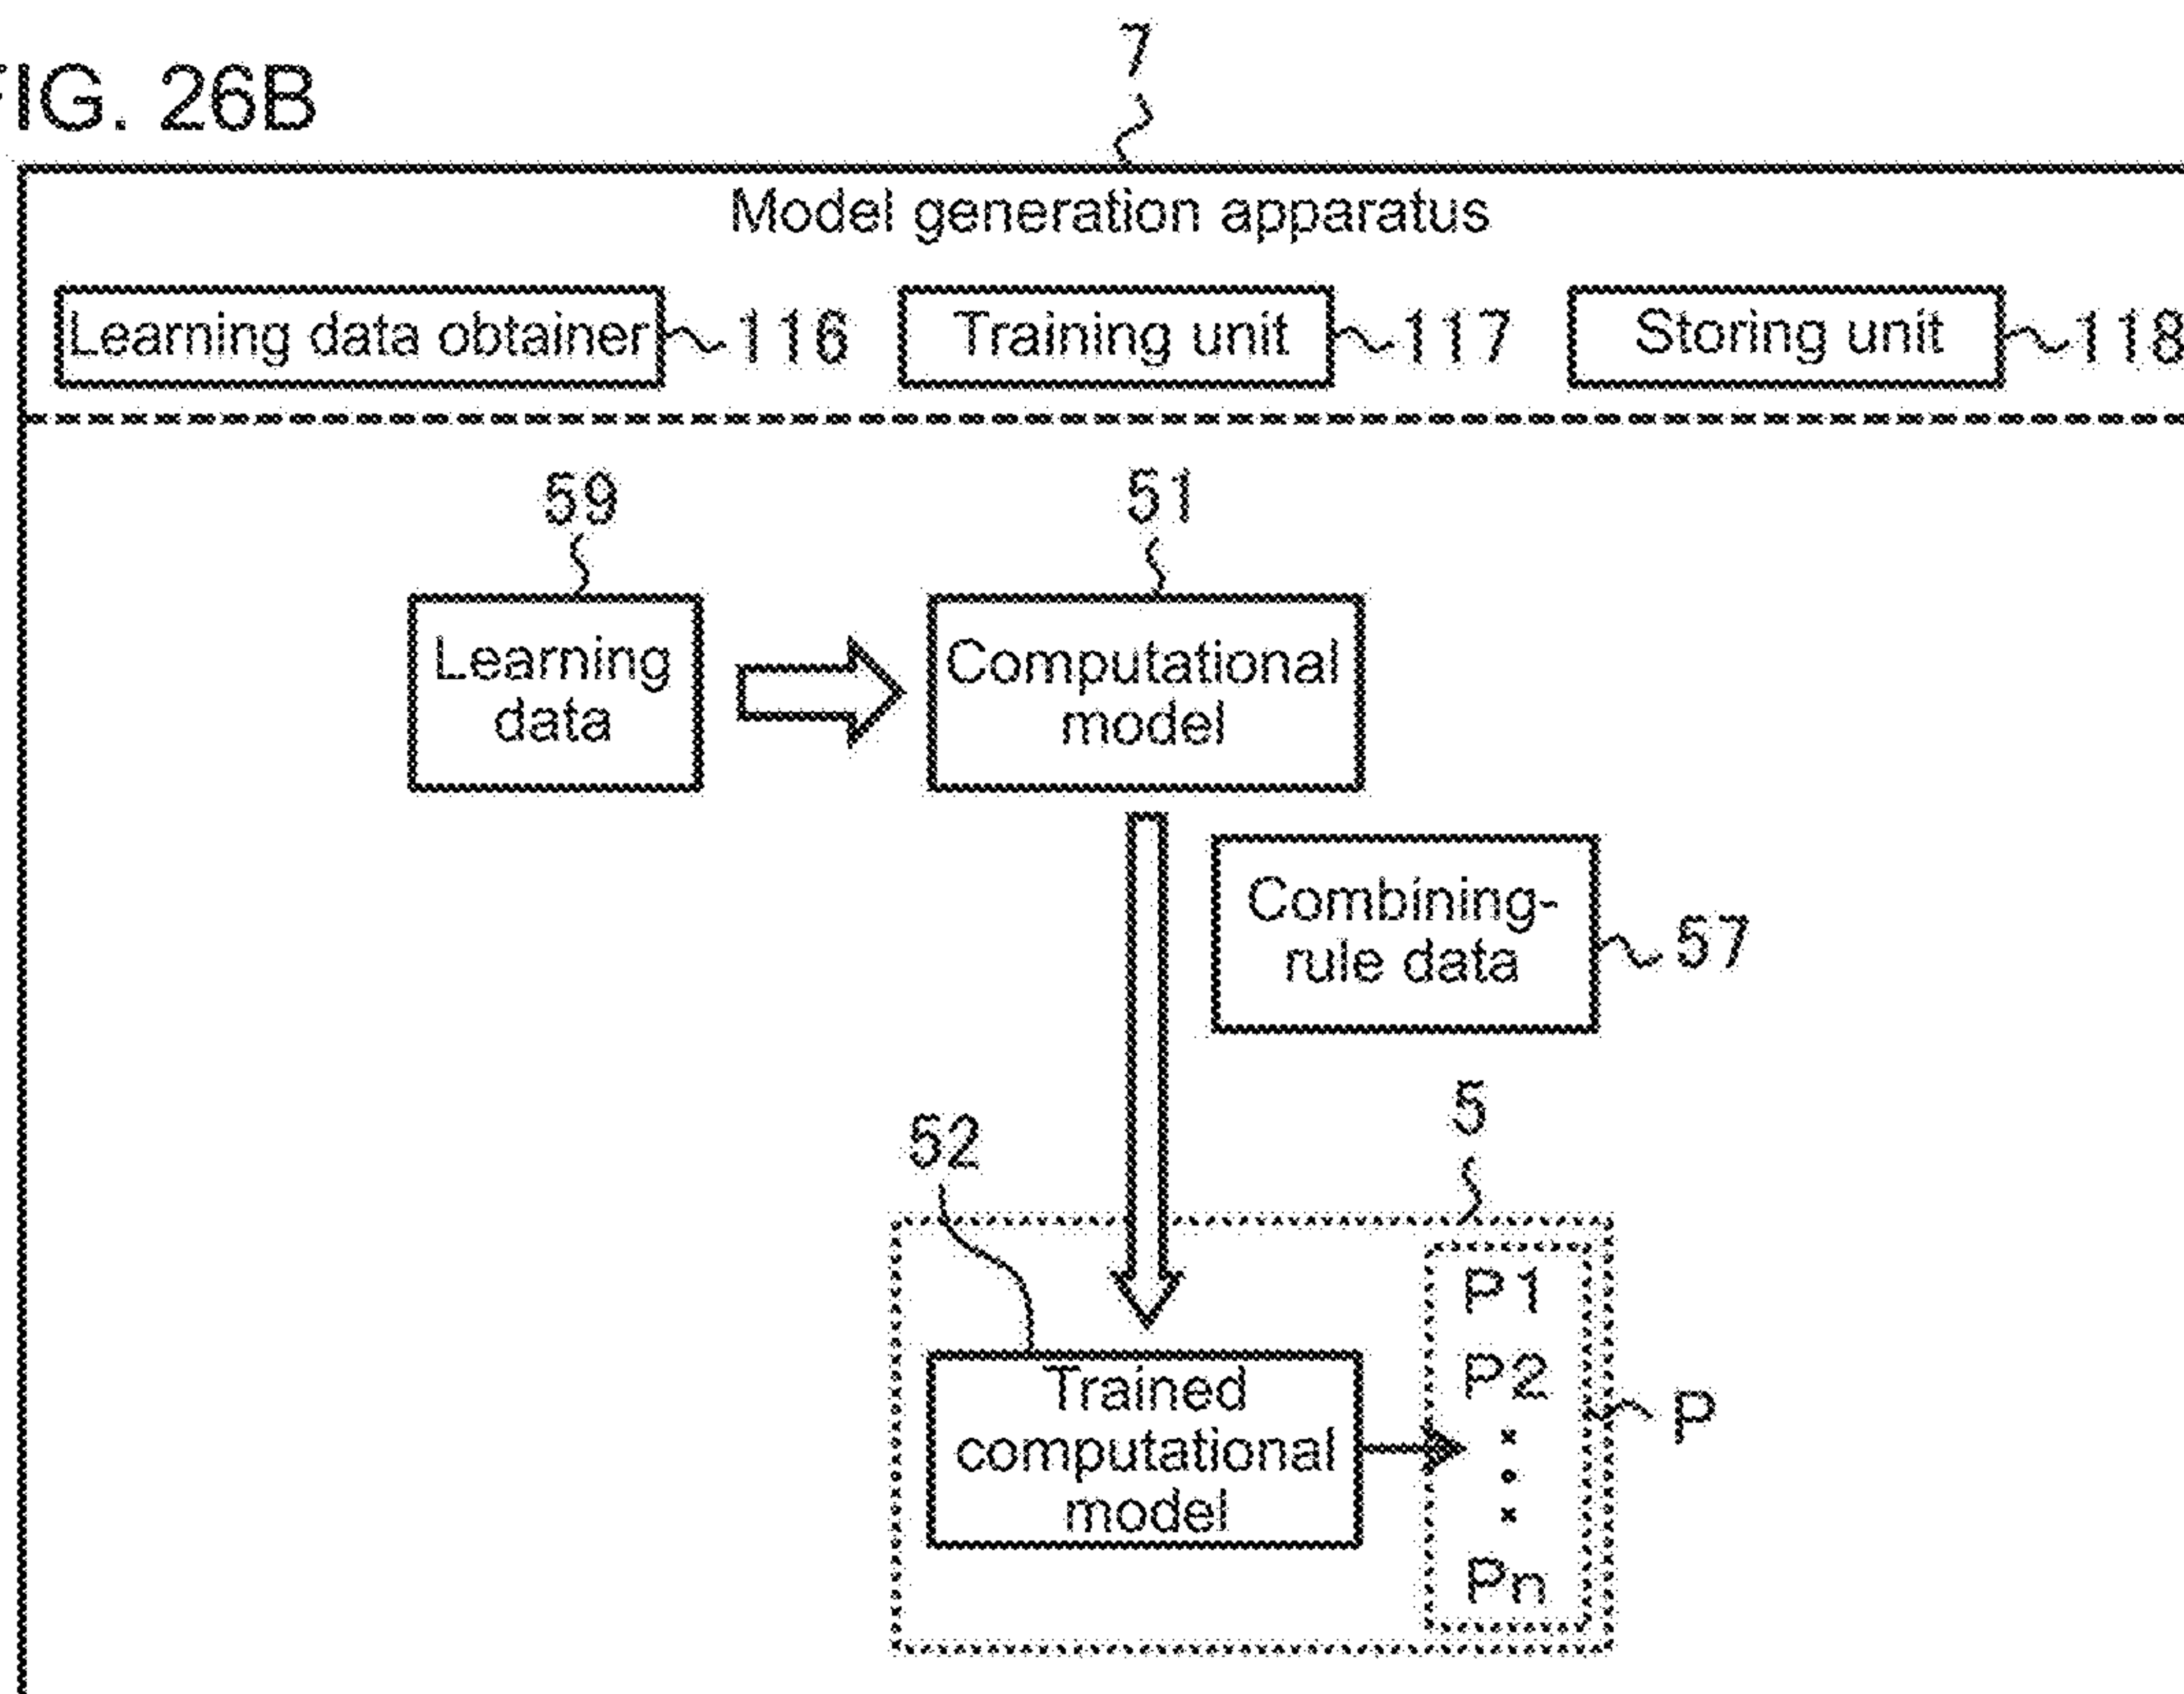 FIG. 26B
7
Model generation apparatus
Learning data obtainer 116 Training unit 117 Storing unit 118
59 51
Learning
data
Computational
model
Combining-
rule data
57
52
5
Trained
computational
model
P1
P2
Pn
P